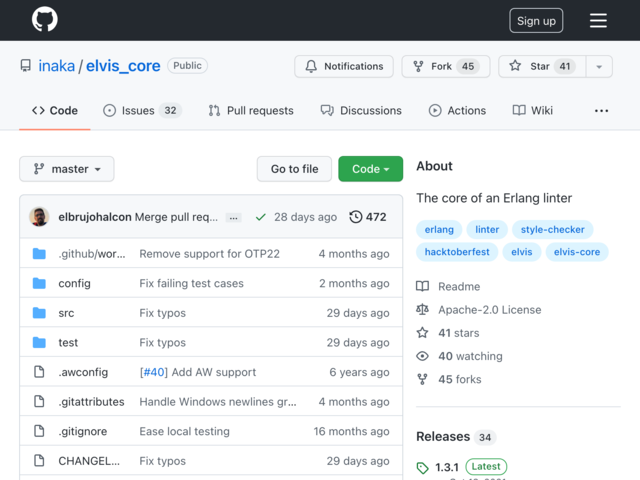 Sign up
inaka / elvis_core Public
Notifications Fork 45 Star 41
Code Issues 32 Pull requests Discussions Actions Wiki ...
master Go to file Code
elbrujohalcon Merge pull req... ... 28 days ago 472
.github/wor... Remove support for OTP22 4 months ago
config Fix failing test cases 2 months ago
src Fix typos 29 days ago
test Fix typos 29 days ago
.awconfig [#40] Add AW support 6 years ago
.gitattributes Handle Windows newlines gr... 4 months ago
.gitignore Ease local testing 16 months ago
CHANGEL... Fix typos 29 days ago
About
The core of an Erlang linter
erlang linter style-checker
hacktoberfest elvis elvis-core
Readme
Apache-2.0 License
41 stars
40 watching
45 forks
Releases 34
1.3.1 Latest